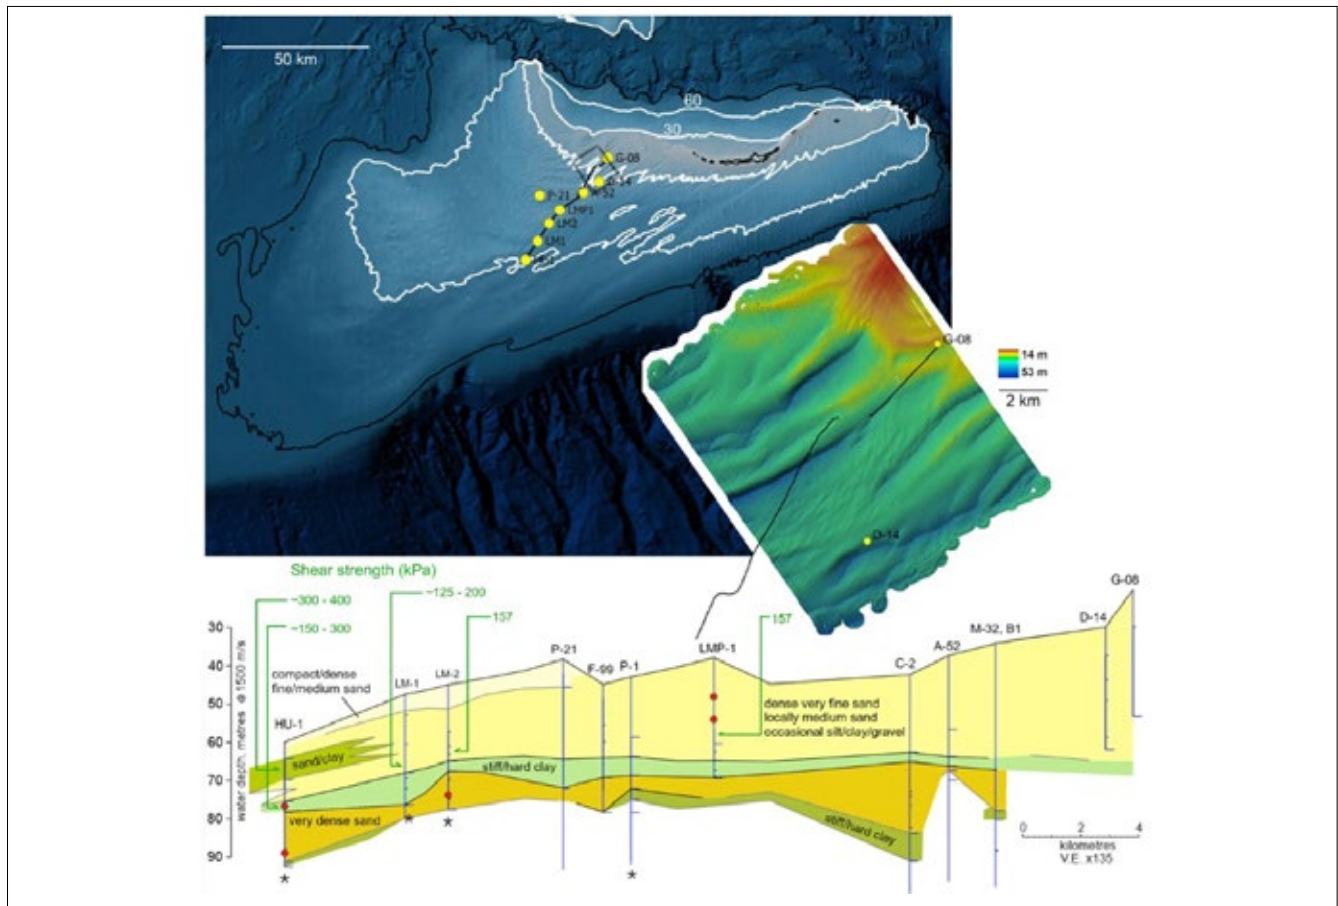 50 km
60
30
G-08
D-14
A-52
P-21
LMP1
LM2
LM1
G-08
14 m
53 m
2 km
D-14
Shear strength (kPa)
~300 - 400
~125 - 200
~150 - 300
157
157
G-08
D-14
M-32, B1
A-52
C-2
LMP-1
P-1
F-99
P-21
LM-2
LM-1
HU-1
30
40
50
60
70
80
90
water depth, metres @ 1500 m/s
compact/dense
fine/medium sand
sand/clay
stiff/hard clay
very dense sand
dense very fine sand
locally medium sand
occasional silt/clay/gravel
stiff/hard clay
* * * *
0 2 4
kilometres
V.E. x135